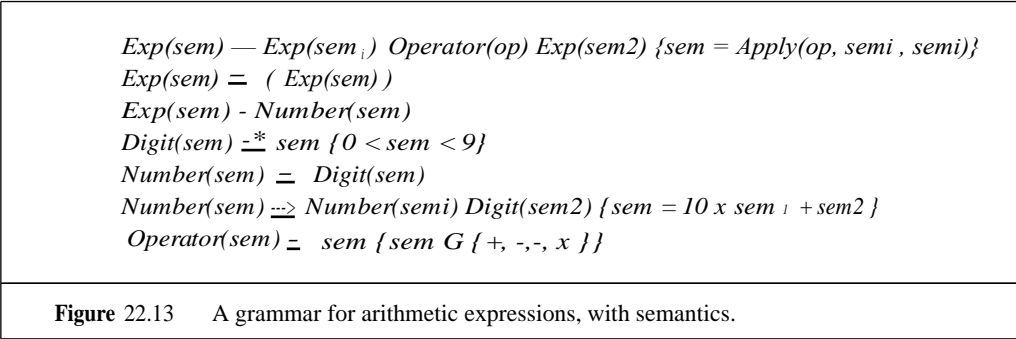 Exp(sem) — Exp(sem i ) Operator(op) Exp(sem2) {sem = Apply(op, semi , semi)}
Exp(sem) = ( Exp(sem) )
Exp(sem) - Number(sem)
Digit(sem) -* sem {0 < sem < 9}
Number(sem) = Digit(sem)
Number(sem) ---> Number(semi) Digit(sem2) {sem = 10 x sem 1 + sem2 }
Operator(sem) - sem {sem G { +, -,-, x }}
Figure 22.13 A grammar for arithmetic expressions, with semantics.